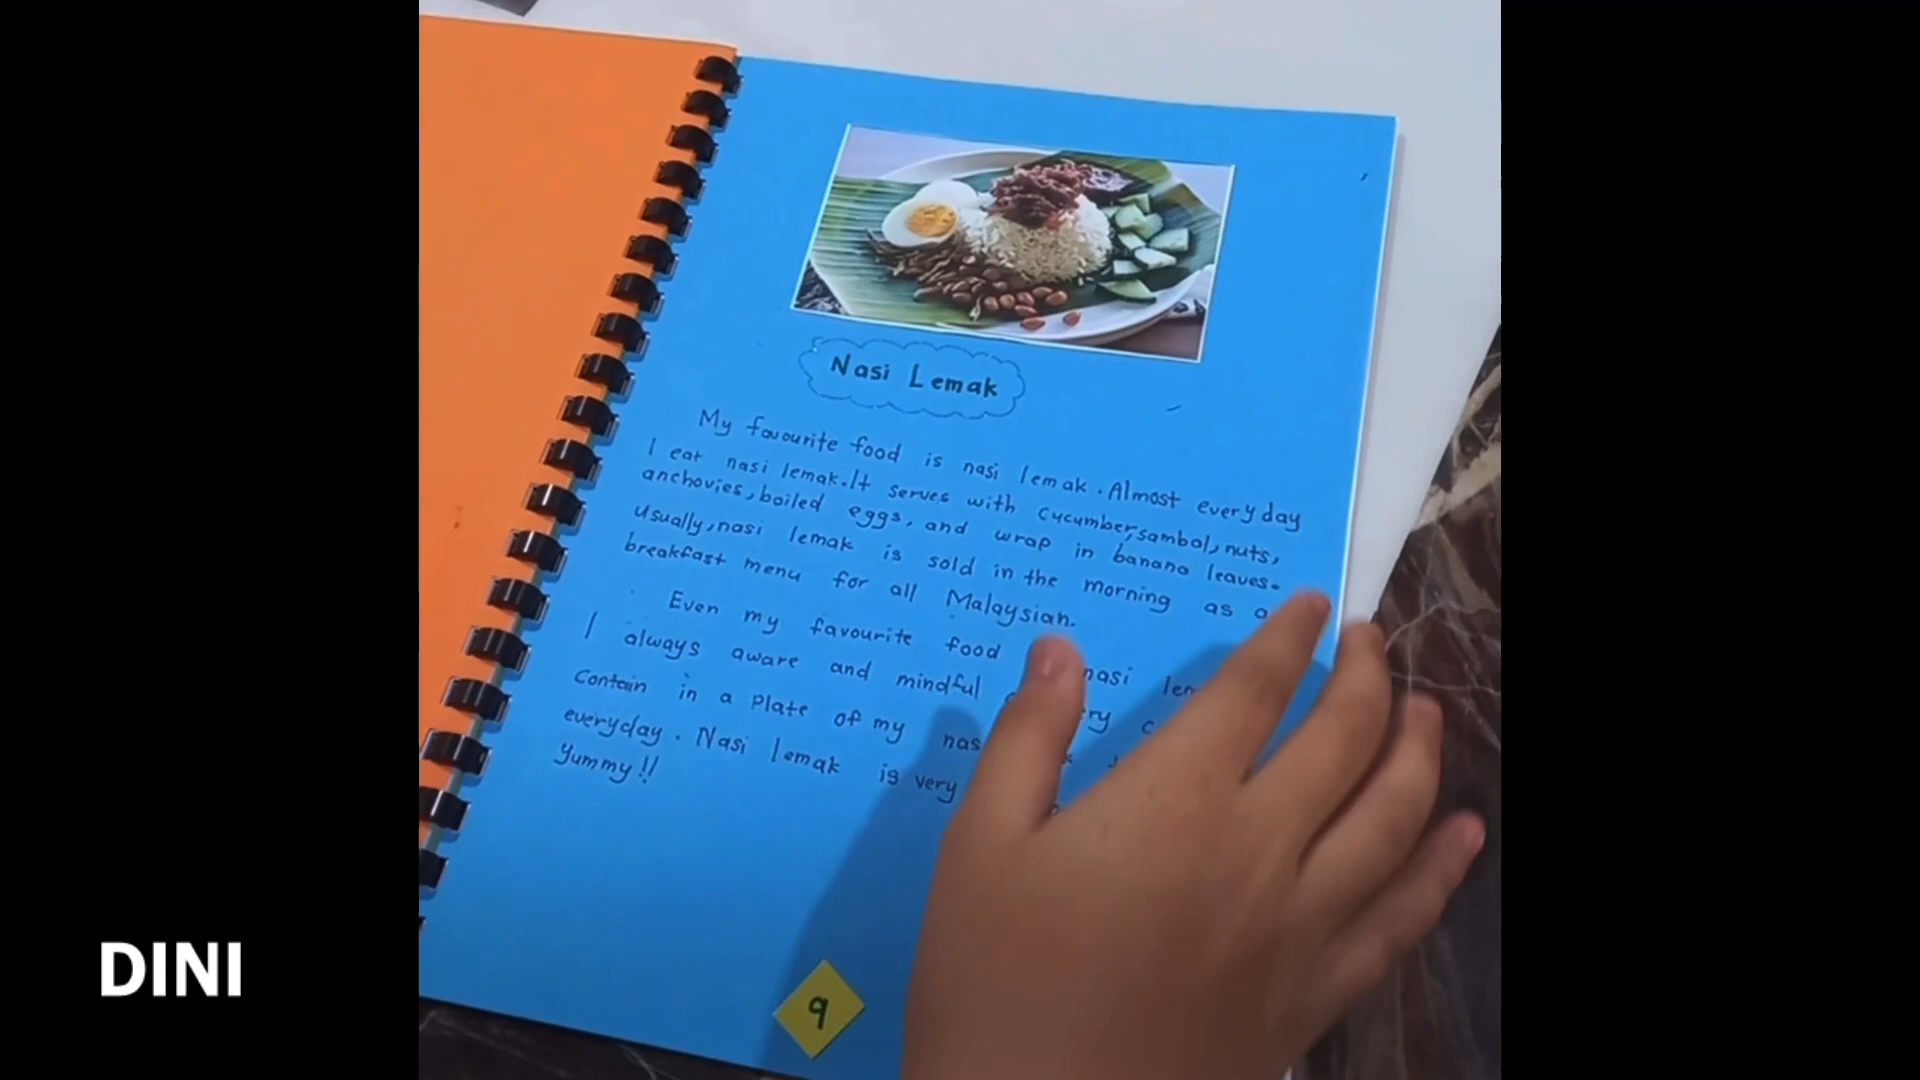 Nasi Lemak
My favourite food is nasi lemak. Almost everyday
I eat nasi lemak. It serves with cucumber, sambal, nuts,
anchovies, boiled eggs, and wrap in banana leaves.
Usually, nasi lemak is sold in the morning as a
breakfast menu for all Malaysian.
Even my favourite food nasi
I always aware and mindful
contain in a plate of my
everyday. Nasi lemak is very
yummy!!
9
DINI